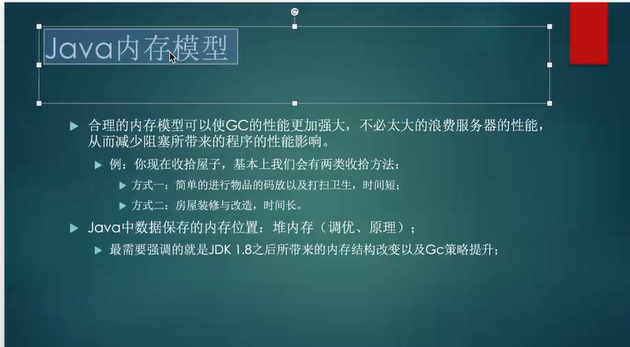 Java内存模型
合理的内存模型可以使GC的性能更加强大，不必太大的浪费服务器的性能，
从而减少阻塞所带来的程序的性能影响。
例：你现在收拾屋子，基本上我们会有两类收拾方法：
方式一：简单的进行物品的码放以及打扫卫生，时间短；
方式二：房屋装修与改造，时间长。
Java中数据保存的内存位置：堆内存（调优、原理）；
最需要强调的就是JDK 1.8之后所带来的内存结构改变以及Gc策略提升；